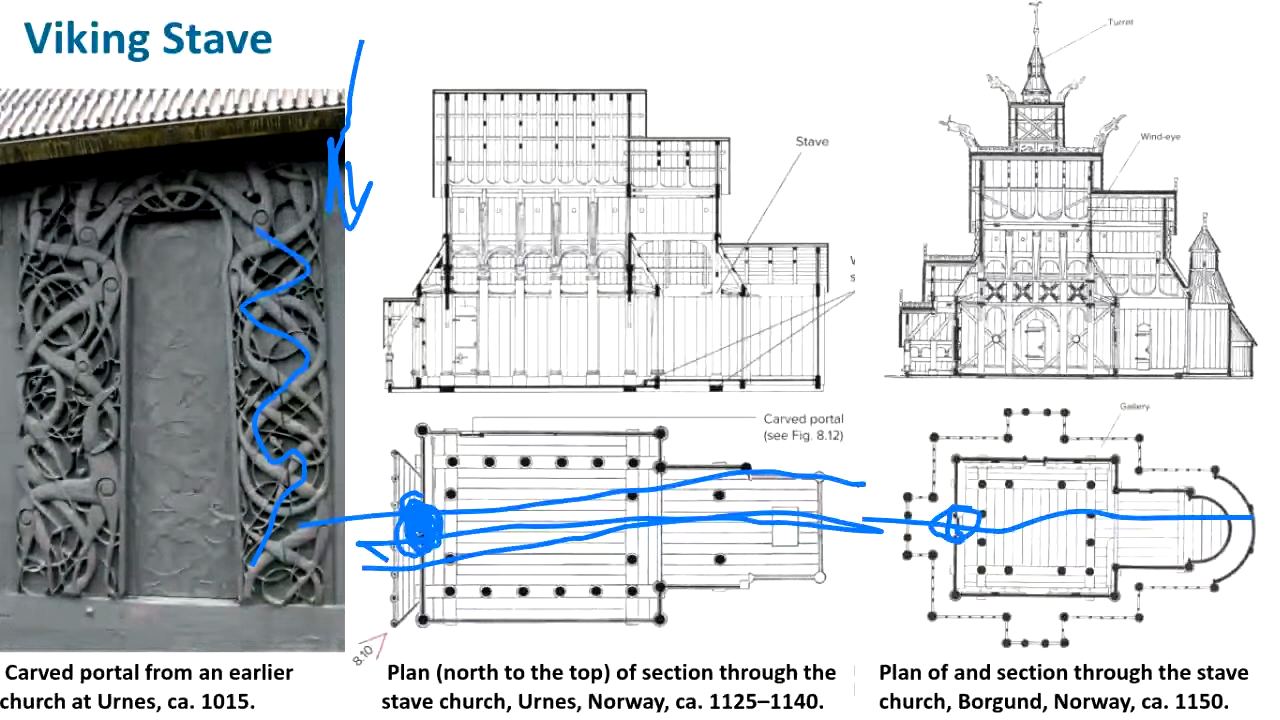 Viking Stave
Turret
Wind-eye
Stave
Carved portal
(see Fig. 8.12)
Gallery
8.10
Carved portal from an earlier
church at Urnes, ca. 1015.
Plan (north to the top) of section through the
stave church, Urnes, Norway, ca. 1125–1140.
Plan of and section through the stave
church, Borgund, Norway, ca. 1150.